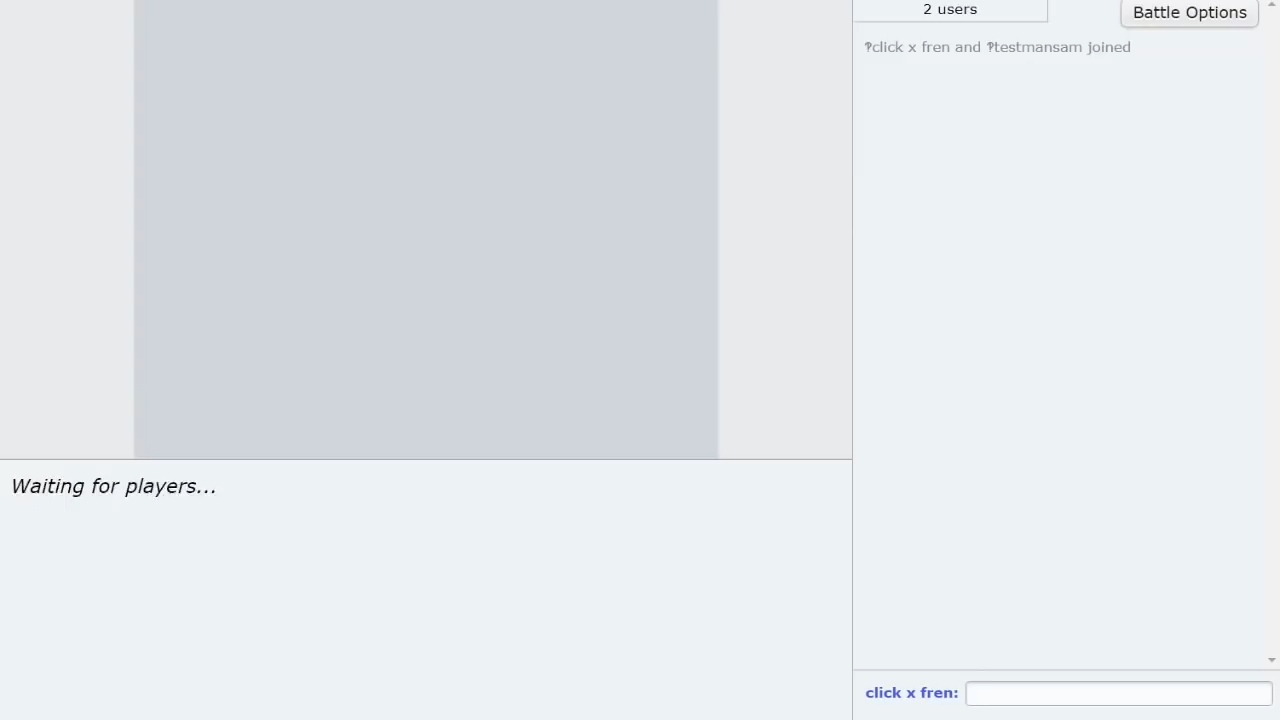 2 users
Battle Options
‽click x fren and ‽testmansam joined
Waiting for players...
click x fren: